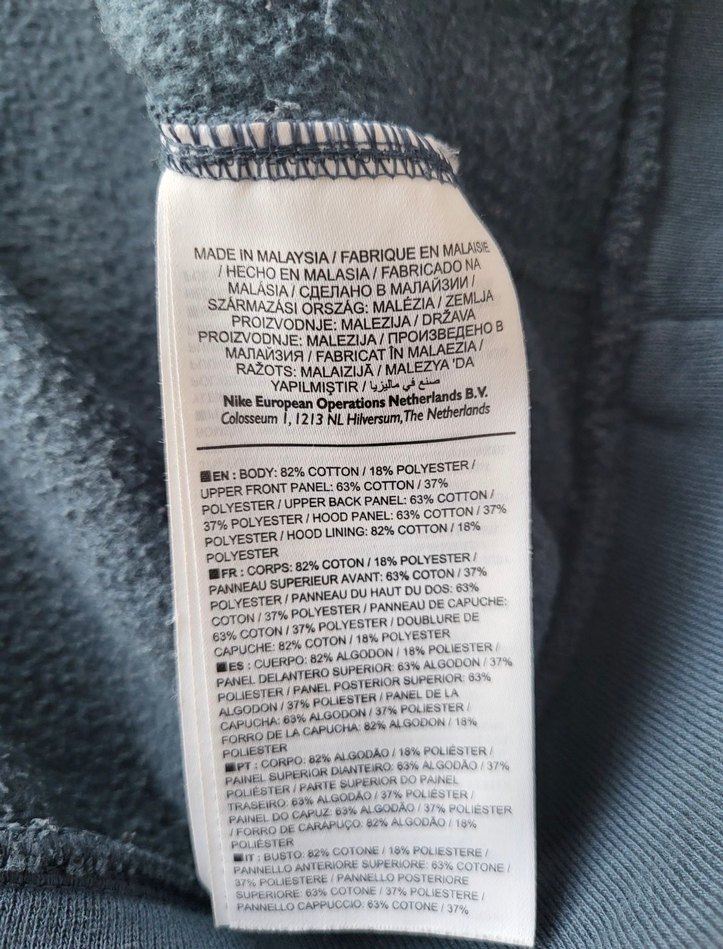 MADE IN MALAYSIA / FABRIQUE EN MALAISIE
/ HECHO EN MALASIA / FABRICADO NA
MALÁSIA / СДЕЛАНО В МАЛАЙЗИИ /
SZÁRMAZÁSI ORSZÁG: MALÉZIA / ZEMLJA
PROIZVODNJE: MALEZIJA / DRŽAVA
PROIZVODNJE: MALEZIJA / ПРОИЗВЕДЕНО В
МАЛАЙЗИЯ / FABRICAT ÎN MALAEZIA /
RAŽOTS: MALAIZIJĀ / MALEZYA 'DA
YAPILMIŞTIR / صنع في ماليزيا
Nike European Operations Netherlands B.V.
Colosseum 1, 1213 NL Hilversum, The Netherlands
EN : BODY: 82% COTTON / 18% POLYESTER /
UPPER FRONT PANEL: 63% COTTON / 37%
POLYESTER / UPPER BACK PANEL: 63% COTTON /
37% POLYESTER / HOOD PANEL: 63% COTTON / 37%
POLYESTER / HOOD LINING: 82% COTTON / 18%
POLYESTER
FR : CORPS: 82% COTON / 18% POLYESTER /
PANNEAU SUPERIEUR AVANT: 63% COTON / 37%
POLYESTER / PANNEAU DU HAUT DU DOS: 63%
COTON / 37% POLYESTER / PANNEAU DE CAPUCHE:
63% COTON / 37% POLYESTER / DOUBLURE DE
CAPUCHE: 82% COTON / 18% POLYESTER
ES : CUERPO: 82% ALGODON / 18% POLIESTER /
PANEL DELANTERO SUPERIOR: 63% ALGODON / 37%
POLIESTER / PANEL POSTERIOR SUPERIOR: 63%
ALGODON / 37% POLIESTER / PANEL DE LA
CAPUCHA: 63% ALGODON / 37% POLIESTER /
FORRO DE LA CAPUCHA: 82% ALGODON / 18%
POLIESTER
PT : CORPO: 82% ALGODÃO / 18% POLIÉSTER /
PAINEL SUPERIOR DIANTEIRO: 63% ALGODÃO / 37%
POLIÉSTER / PARTE SUPERIOR DO PAINEL
TRASEIRO: 63% ALGODÃO / 37% POLIÉSTER /
PAINEL DO CAPUZ: 63% ALGODÃO / 37% POLIÉSTER
/ FORRO DE CARAPUÇO: 82% ALGODÃO / 18%
POLIÉSTER
IT : BUSTO: 82% COTONE / 18% POLIESTERE /
PANNELLO ANTERIORE SUPERIORE: 63% COTONE /
37% POLIESTERE / PANNELLO POSTERIORE
SUPERIORE: 63% COTONE / 37% POLIESTERE /
PANNELLO CAPPUCCIO: 63% COTONE / 37%